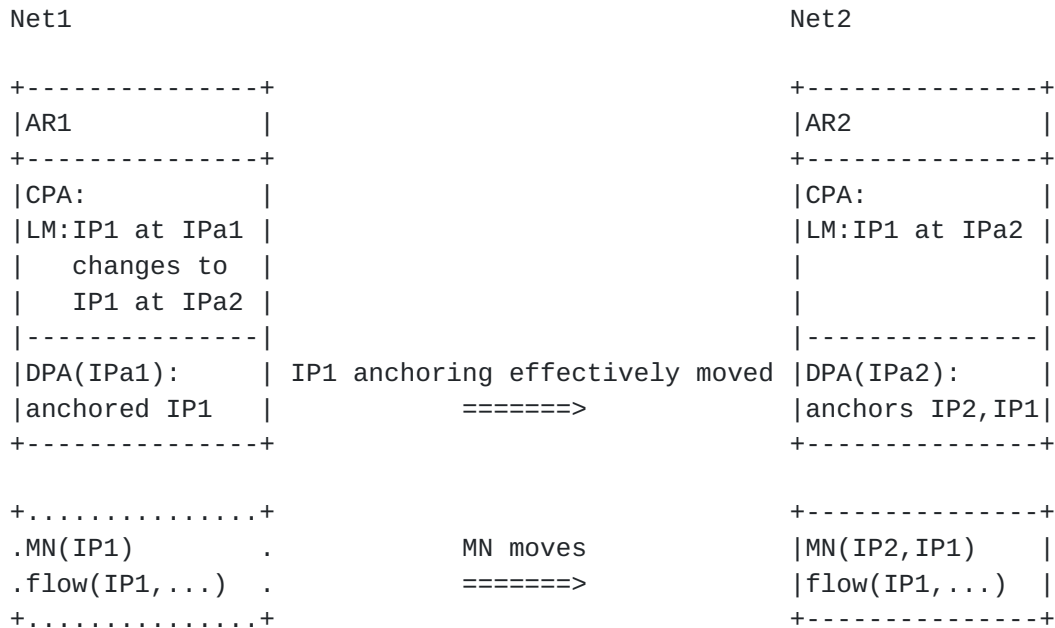 Net1                                              Net2

+---------------+                                 +---------------+
|AR1            |                                 |AR2            |
+---------------+                                 +---------------+
|CPA:           |                                 |CPA:           |
|LM:IP1 at IPa1 |                                 |LM:IP1 at IPa2 |
|   changes to  |                                 |               |
|   IP1 at IPa2 |                                 |               |
|---------------|                                 |---------------|
|DPA(IPa1):     | IP1 anchoring effectively moved |DPA(IPa2):     |
|anchored IP1   |            =======>             |anchors IP2,IP1|
+---------------+                                 +---------------+

+...............+                                 +---------------+
.MN(IP1)        .            MN moves             |MN(IP2,IP1)    |
.flow(IP1,...)  .            =======>             |flow(IP1,...)  |
+...............+                                 +---------------+